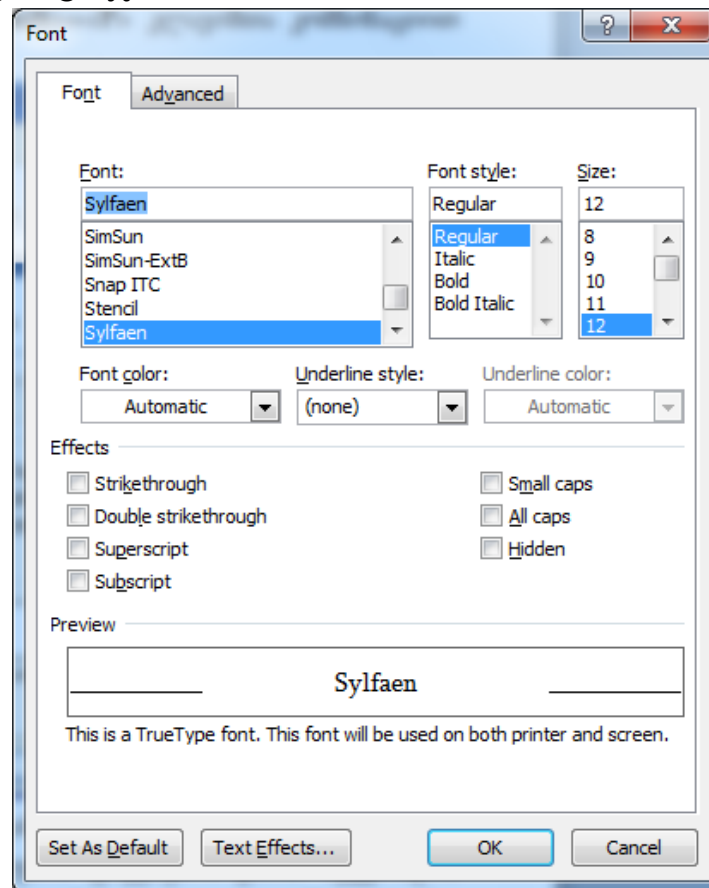 Font
Font Advanced
Font: Font style: Size:
Sylfaen Regular 12
SimSun Regular 8
SimSun-ExtB Italic 9
Snap ITC Bold 10
Stencil Bold Italic 11
Sylfaen 12
Font color: Underline style: Underline color:
Automatic (none) Automatic
Effects
Strikethrough Small caps
Double strikethrough All caps
Superscript Hidden
Subscript
Preview
Sylfaen
This is a TrueType font. This font will be used on both printer and screen.
Set As Default Text Effects... OK Cancel